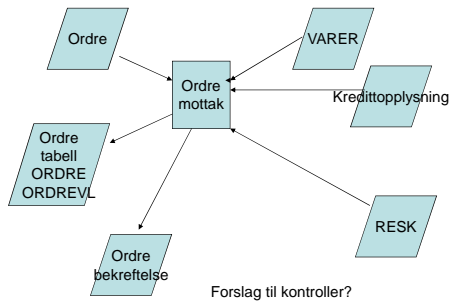 Ordre
VARER
Ordre
mottak
Kredittopplysning
Ordre
tabell
ORDRE
ORDREVL
RESK
Ordre
bekreftelse
Forslag til kontroller?